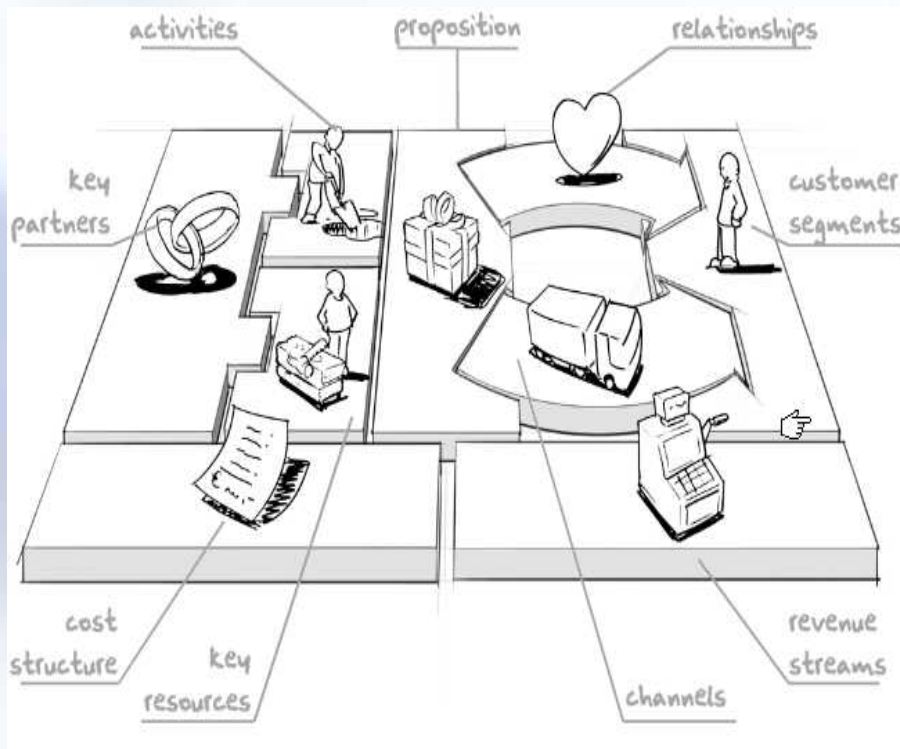 activities
proposition
relationships
key
partners
customer
segments
cost
structure
key
resources
channels
revenue
streams